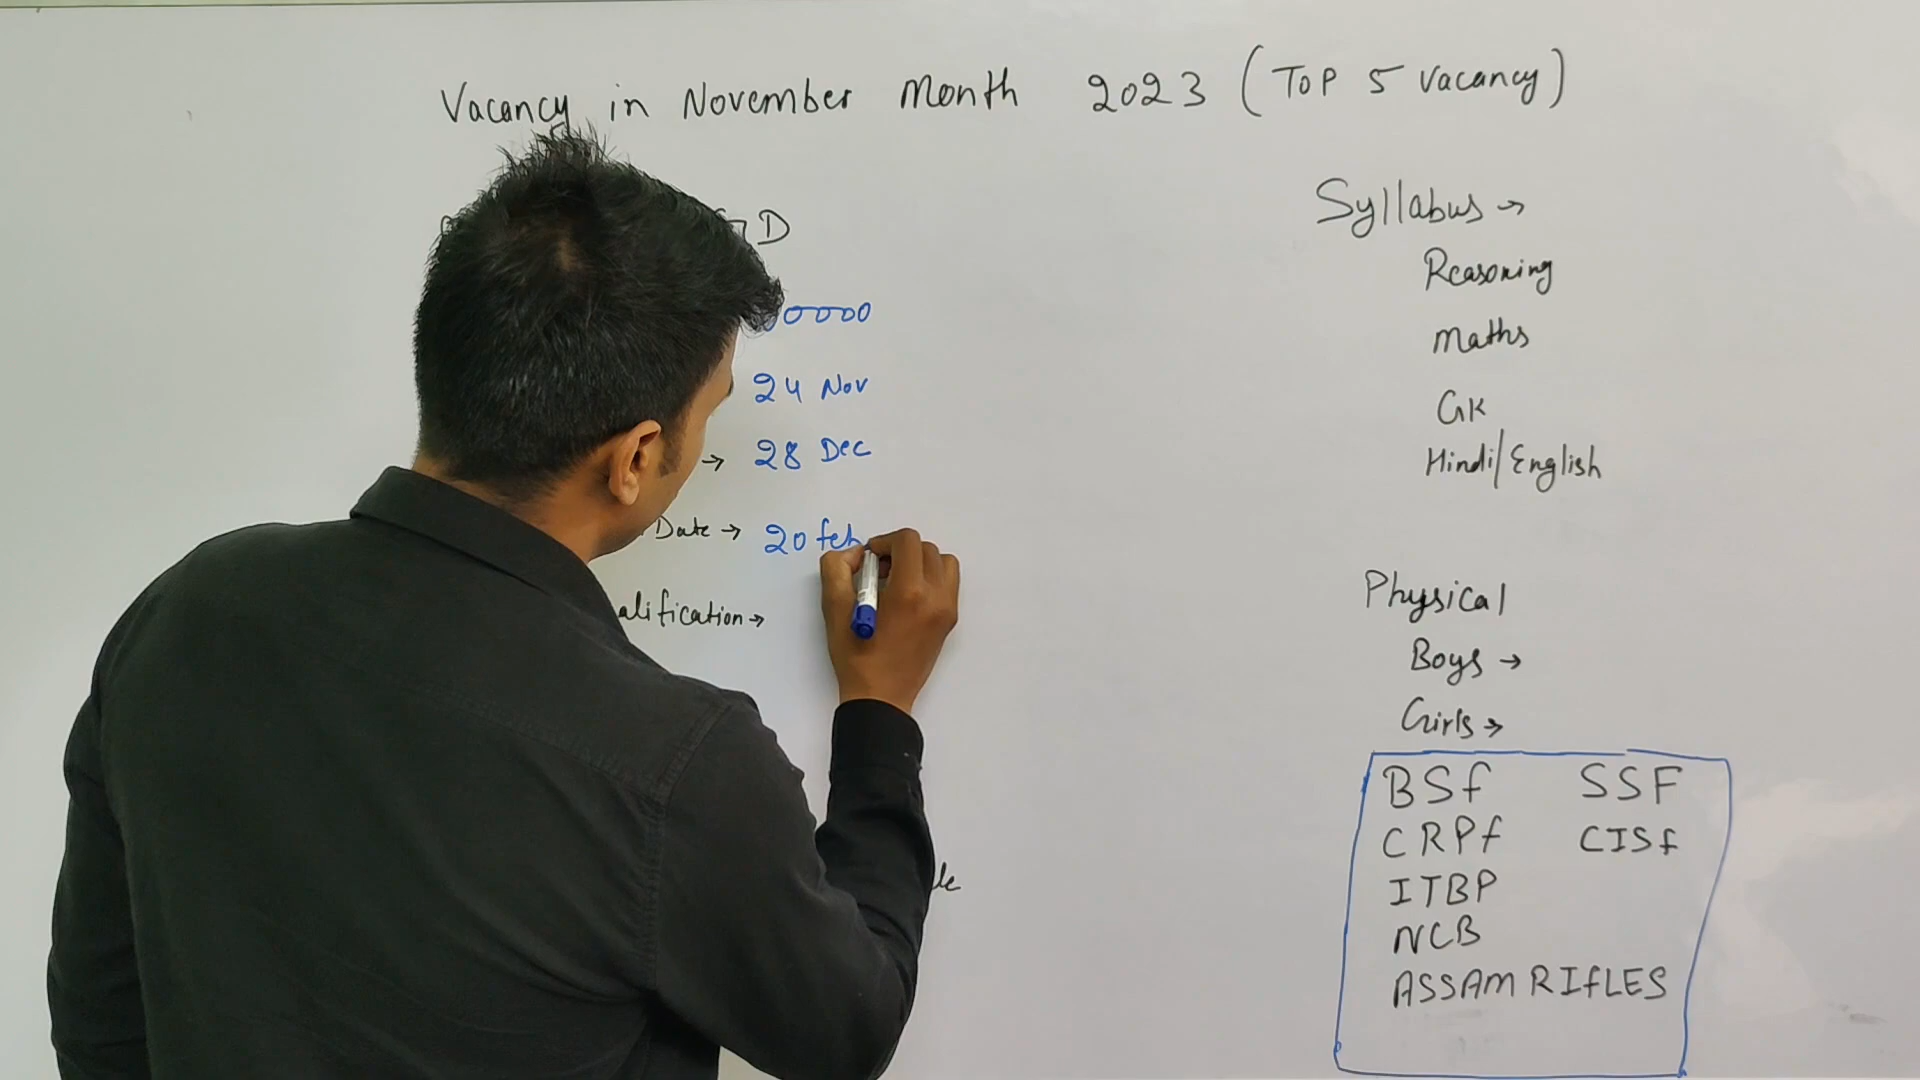 Vacancy in November Month 2023 (Top 5 Vacancy)
D
0000
24 Nov
→ 28 Dec
Date → 20 feb
alification →
Syllabus →
Reasoning
Maths
GK
Hindi/English
Physical
Boys →
Girls →
BSf SSF
CRPf CISf
ITBP
NCB
ASSAM RIfLES